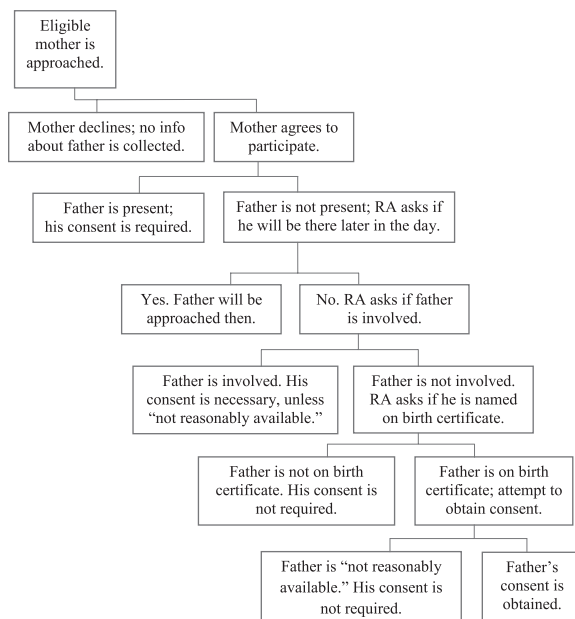 Eligible
mother is
approached.
Mother declines; no info
about father is collected.
Mother agrees to
participate.
Father is present;
his consent is required.
Father is not present; RA asks if
he will be there later in the day.
Yes. Father will be
approached then.
No. RA asks if father
is involved.
Father is involved. His
consent is necessary, unless
“not reasonably available.”
Father is not involved.
RA asks if he is named
on birth certificate.
Father is not on birth
certificate. His consent is
not required.
Father is on birth
certificate; attempt to
obtain consent.
Father is “not reasonably
available.” His consent is
not required.
Father’s
consent is
obtained.